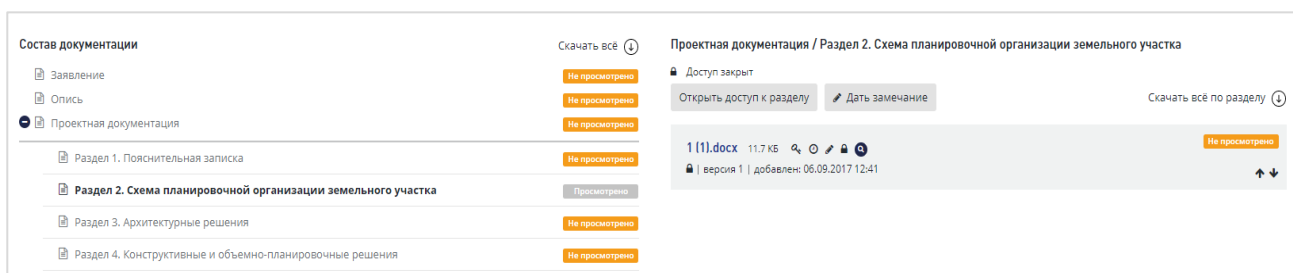 Состав документации
Скачать всё
Заявление
Не просмотрено
Опись
Не просмотрено
Проектная документация
Не просмотрено
Раздел 1. Пояснительная записка
Не просмотрено
Раздел 2. Схема планировочной организации земельного участка
Просмотрено
Раздел 3. Архитектурные решения
Не просмотрено
Раздел 4. Конструктивные и объемно-планировочные решения
Не просмотрено
Проектная документация / Раздел 2. Схема планировочной организации земельного участка
Доступ закрыт
Открыть доступ к разделу
Дать замечание
Скачать всё по разделу
1 (1).docx 11.7 КБ
Не просмотрено
| версия 1 | добавлен: 06.09.2017 12:41